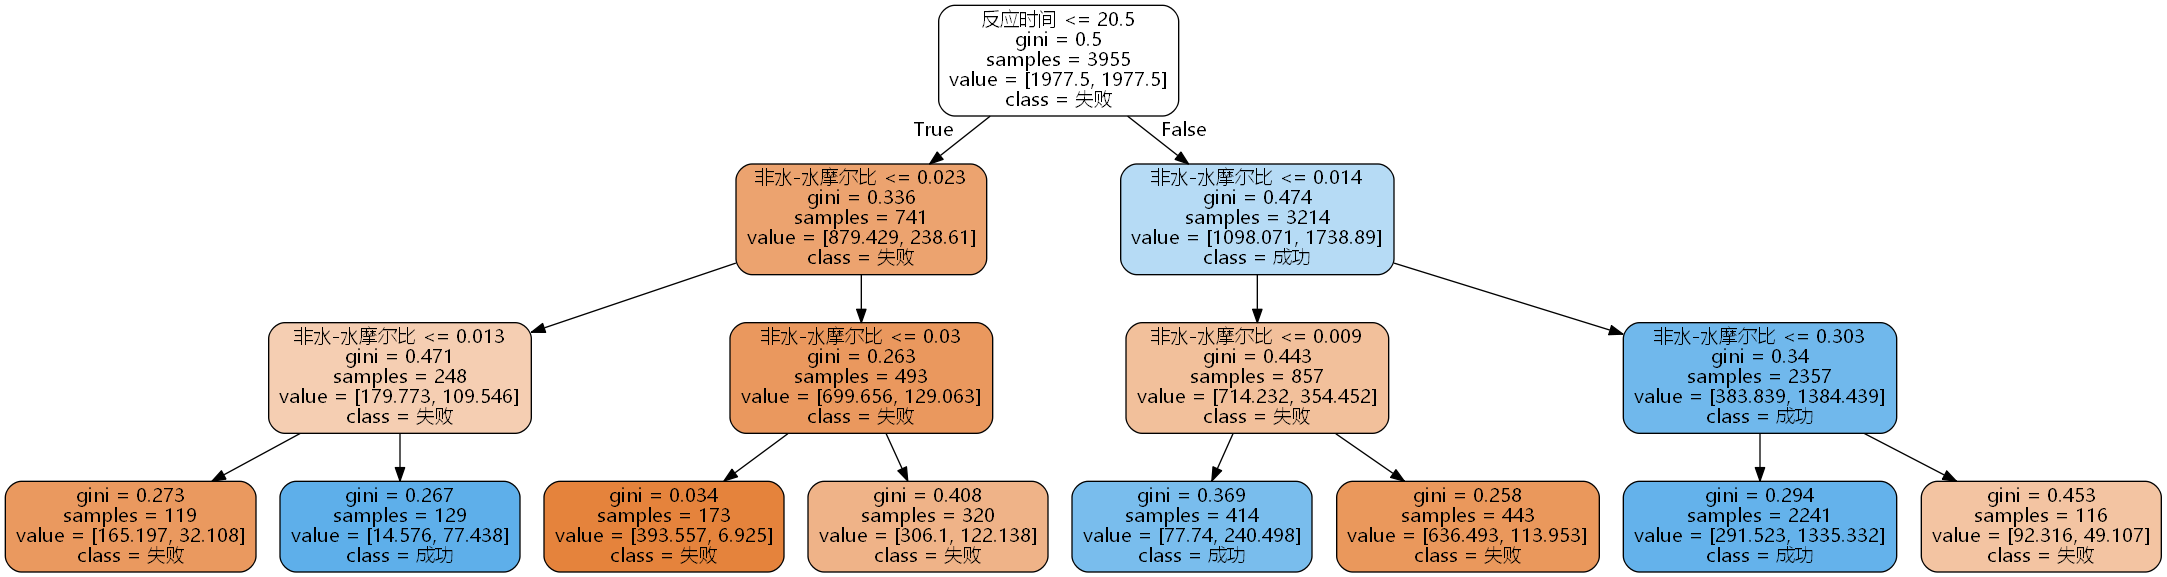 反应时间 <= 20.5
gini = 0.5
samples = 3955
value = [1977.5, 1977.5]
class = 失败
True
False
非水-水摩尔比 <= 0.023
gini = 0.336
samples = 741
value = [879.429, 238.61]
class = 失败
非水-水摩尔比 <= 0.014
gini = 0.474
samples = 3214
value = [1098.071, 1738.89]
class = 成功
非水-水摩尔比 <= 0.013
gini = 0.471
samples = 248
value = [179.773, 109.546]
class = 失败
非水-水摩尔比 <= 0.03
gini = 0.263
samples = 493
value = [699.656, 129.063]
class = 失败
非水-水摩尔比 <= 0.009
gini = 0.443
samples = 857
value = [714.232, 354.452]
class = 失败
非水-水摩尔比 <= 0.303
gini = 0.34
samples = 2357
value = [383.839, 1384.439]
class = 成功
gini = 0.273
samples = 119
value = [165.197, 32.108]
class = 失败
gini = 0.267
samples = 129
value = [14.576, 77.438]
class = 成功
gini = 0.034
samples = 173
value = [393.557, 6.925]
class = 失败
gini = 0.408
samples = 320
value = [306.1, 122.138]
class = 失败
gini = 0.369
samples = 414
value = [77.74, 240.498]
class = 成功
gini = 0.258
samples = 443
value = [636.493, 113.953]
class = 失败
gini = 0.294
samples = 2241
value = [291.523, 1335.332]
class = 成功
gini = 0.453
samples = 116
value = [92.316, 49.107]
class = 失败